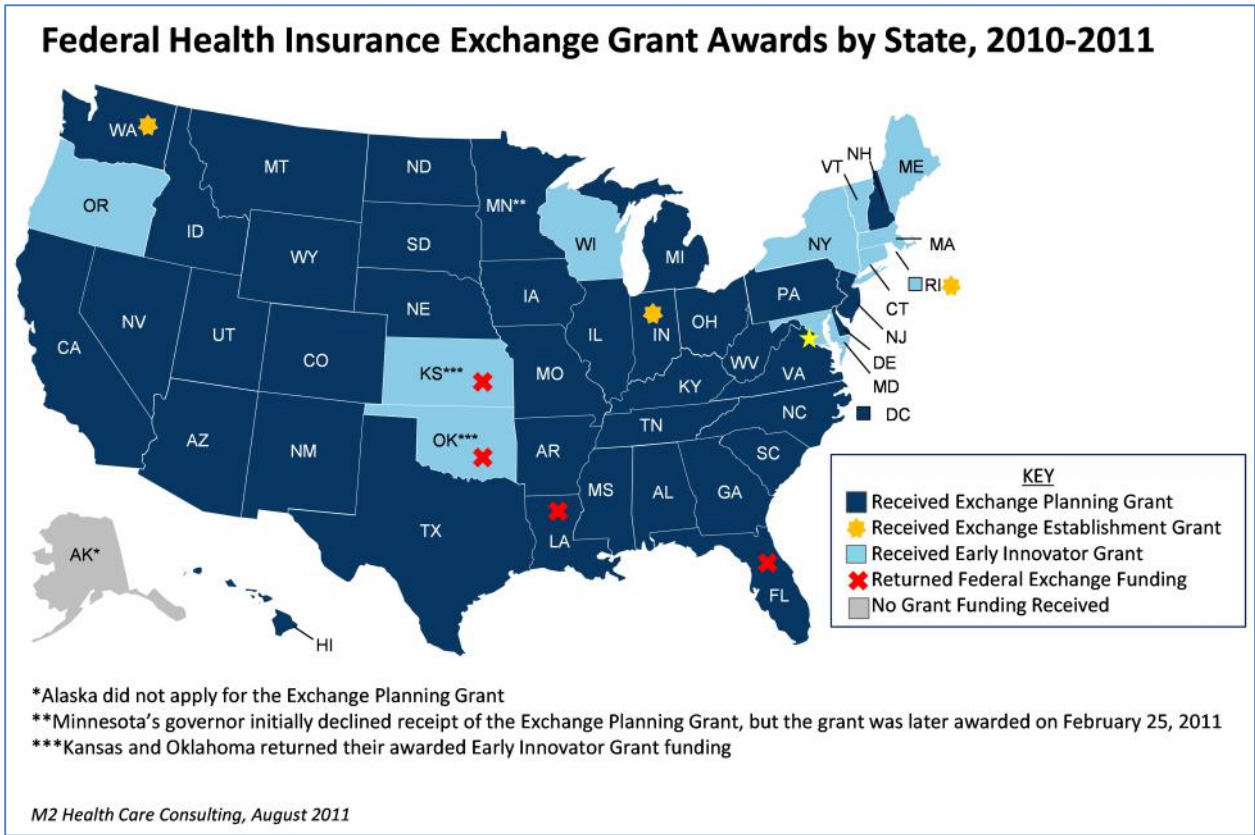 Federal Health Insurance Exchange Grant Awards by State, 2010-2011
WA
MT
ND
MN**
OR
ID
WY
SD
WI
MI
VT
NH
ME
NY
MA
RI
CT
NJ
DE
MD
DC
NV
UT
CO
NE
IA
IL
IN
OH
PA
WV
VA
CA
AZ
NM
KS***
OK***
MO
KY
TN
NC
SC
AR
MS
AL
GA
TX
LA
FL
AK*
HI
KEY
Received Exchange Planning Grant
Received Exchange Establishment Grant
Received Early Innovator Grant
Returned Federal Exchange Funding
No Grant Funding Received
*Alaska did not apply for the Exchange Planning Grant
**Minnesota's governor initially declined receipt of the Exchange Planning Grant, but the grant was later awarded on February 25, 2011
***Kansas and Oklahoma returned their awarded Early Innovator Grant funding
M2 Health Care Consulting, August 2011